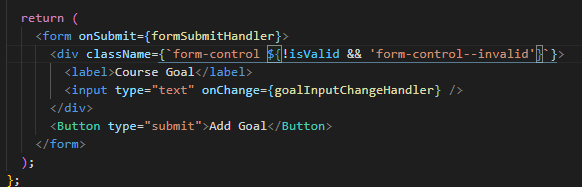 return (
<form onSubmit={formSubmitHandler}>
<div className={`form-control ${!isValid && 'form-control--invalid'}`}>
<label>Course Goal</label>
<input type="text" onChange={goalInputChangeHandler} />
</div>
<Button type="submit">Add Goal</Button>
</form>
);
};